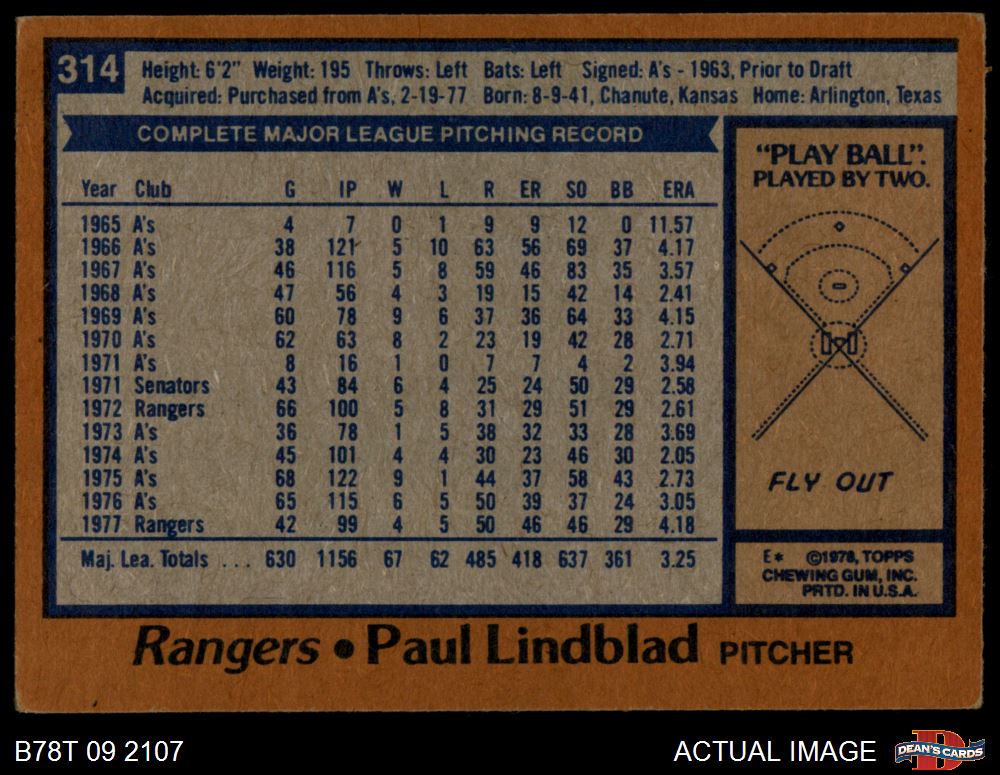 314
Height: 6'2" Weight: 195 Throws: Left Bats: Left Signed: A's - 1963, Prior to Draft
Acquired: Purchased from A's, 2-19-77 Born: 8-9-41, Chanute, Kansas Home: Arlington, Texas
COMPLETE MAJOR LEAGUE PITCHING RECORD
Year Club G IP W L R ER SO BB ERA
1965 A's 4 7 0 1 9 9 12 0 11.57
1966 A's 38 121 5 10 63 56 69 37 4.17
1967 A's 46 116 5 8 59 46 83 35 3.57
1968 A's 47 56 4 3 19 15 42 14 2.41
1969 A's 60 78 9 6 37 36 64 33 4.15
1970 A's 62 63 8 2 23 19 42 28 2.71
1971 A's 8 16 1 0 7 7 4 2 3.94
1971 Senators 43 84 6 4 25 24 50 29 2.58
1972 Rangers 66 100 5 8 31 29 51 29 2.61
1973 A's 36 78 1 5 38 32 33 28 3.69
1974 A's 45 101 4 4 30 23 46 30 2.05
1975 A's 68 122 9 1 44 37 58 43 2.73
1976 A's 65 115 6 5 50 39 37 24 3.05
1977 Rangers 42 99 4 5 50 46 46 29 4.18
Maj. Lea. Totals ... 630 1156 67 62 485 418 637 361 3.25
"PLAY BALL".
PLAYED BY TWO.
FLY OUT
E* ©1978, TOPPS
CHEWING GUM, INC.
PRTD. IN U.S.A.
Rangers • Paul Lindblad PITCHER
B78T 09 2107
ACTUAL IMAGE
D
DEAN'S CARDS